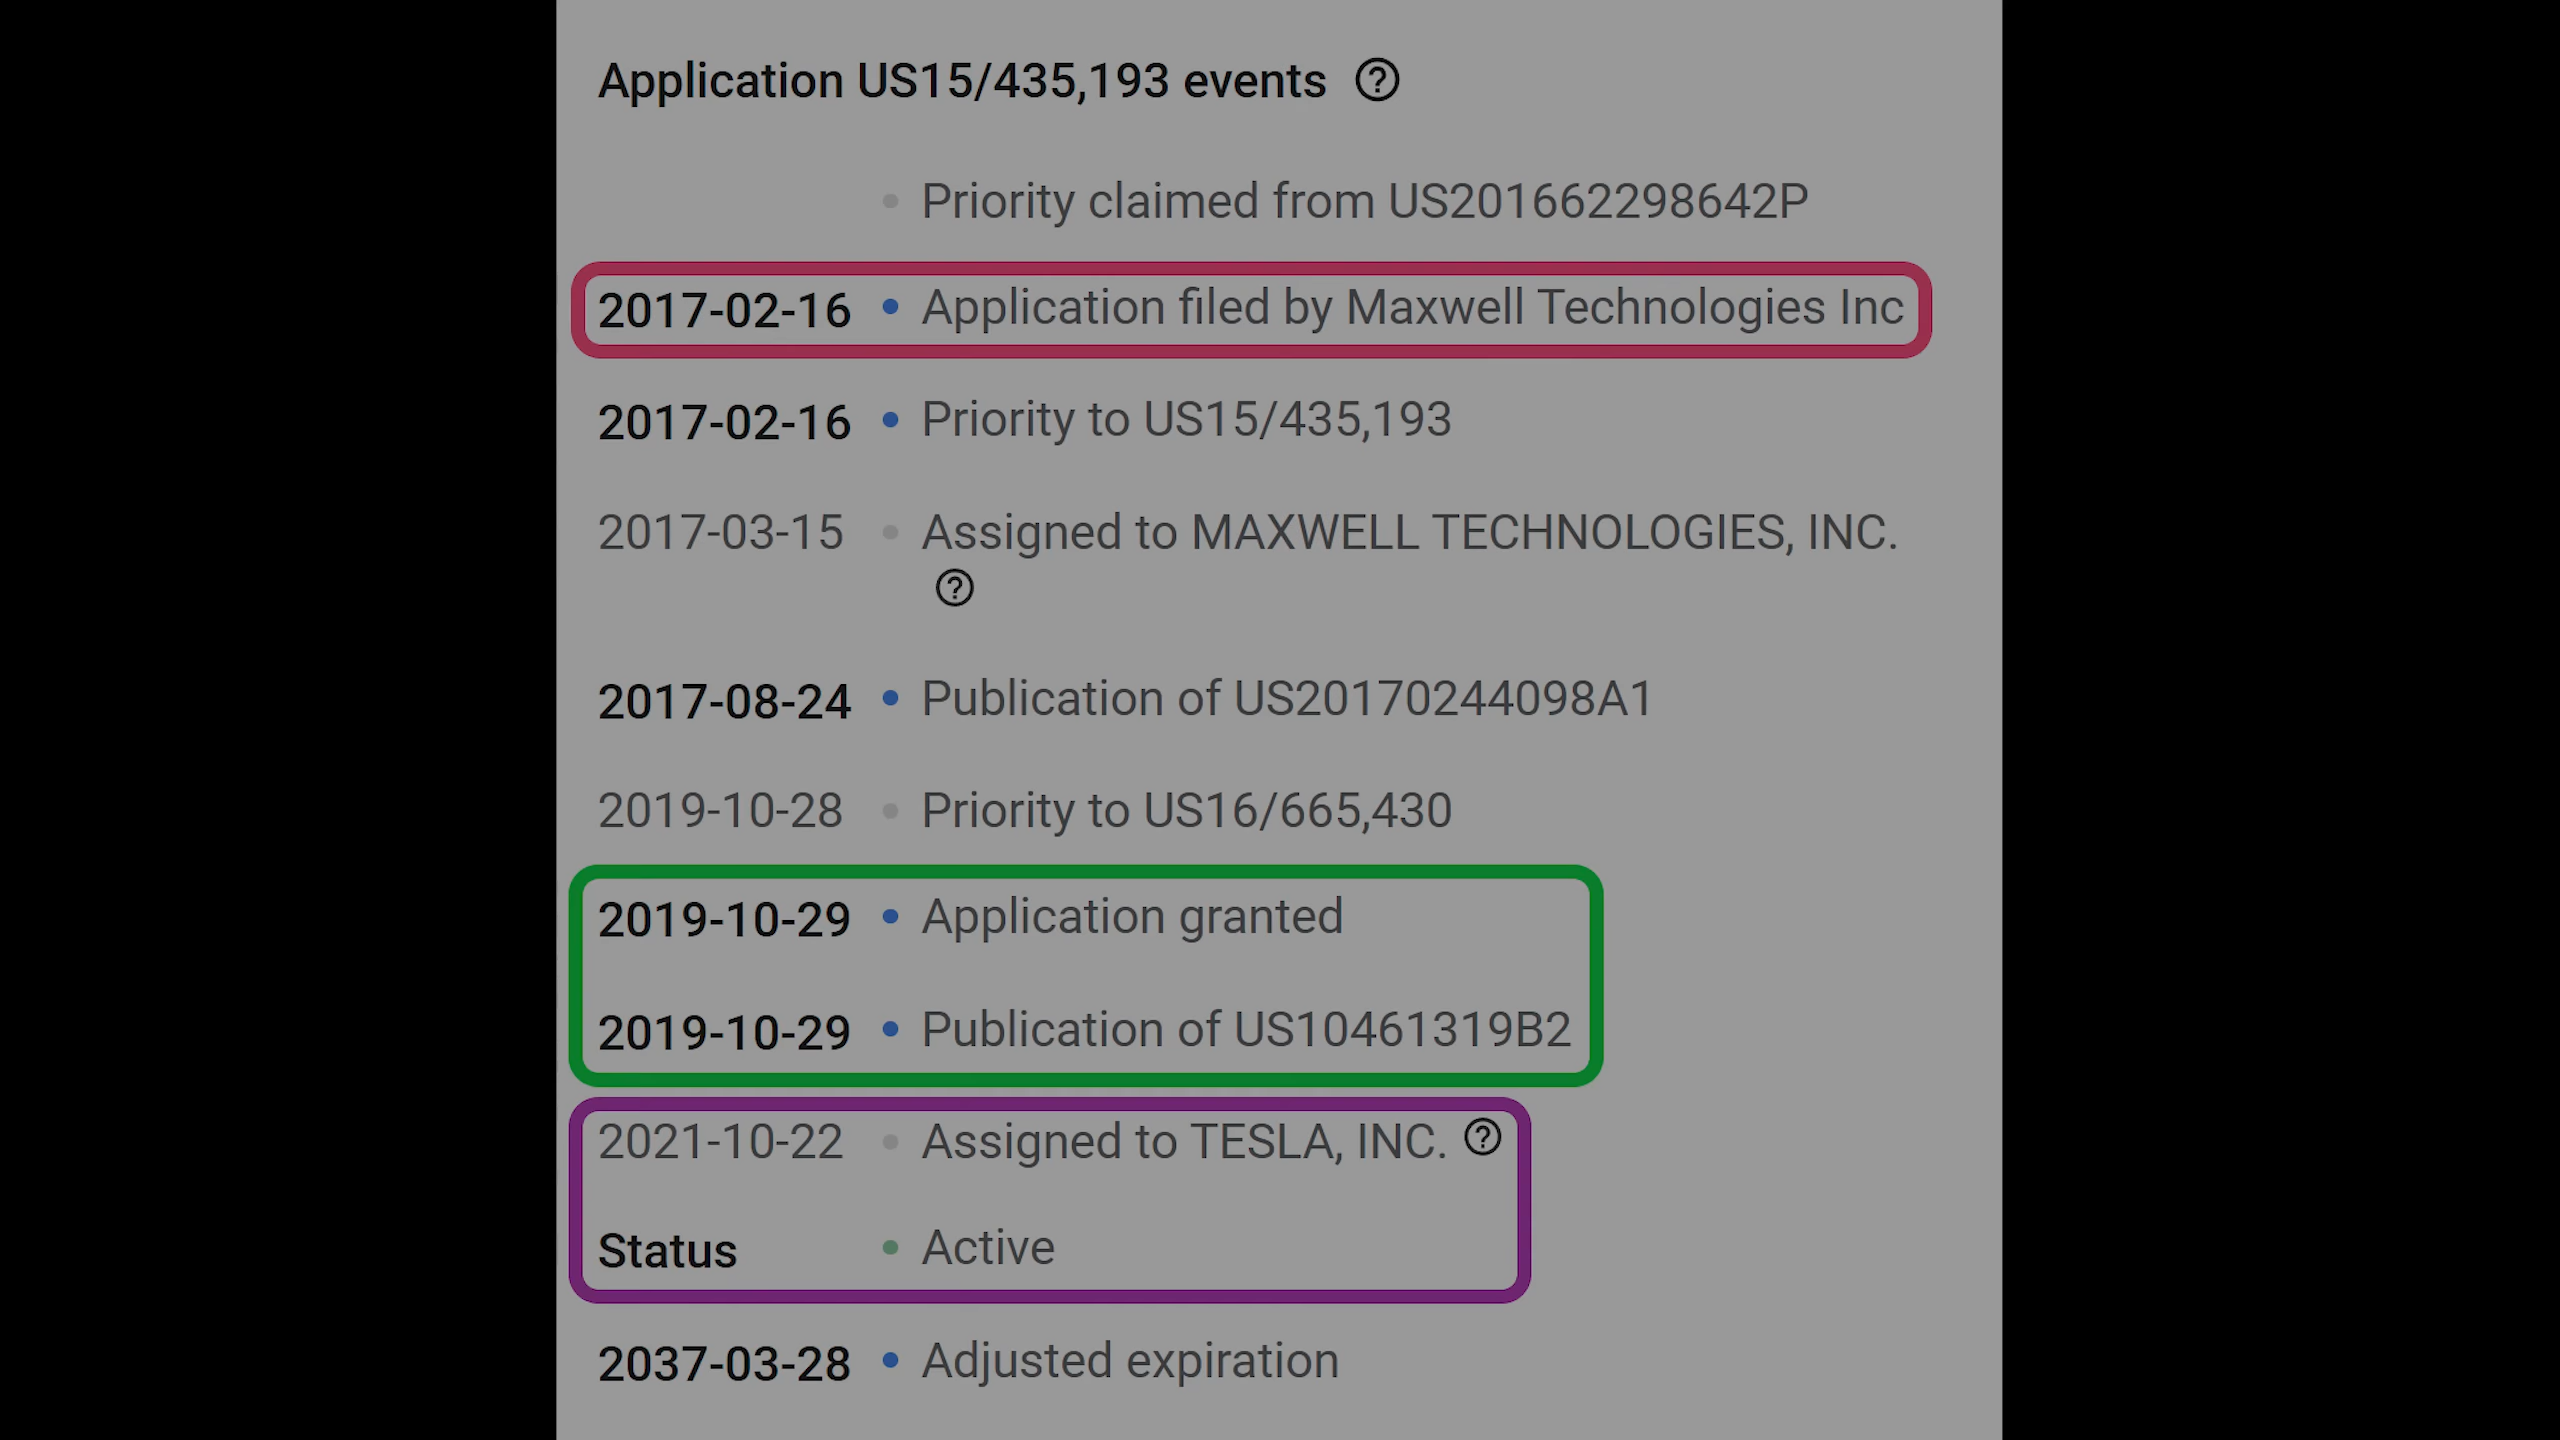 Application US15/435,193 events ?
Priority claimed from US201662298642P
2017-02-16 • Application filed by Maxwell Technologies Inc
2017-02-16 • Priority to US15/435,193
2017-03-15 • Assigned to MAXWELL TECHNOLOGIES, INC.
?
2017-08-24 • Publication of US20170244098A1
2019-10-28 • Priority to US16/665,430
2019-10-29 • Application granted
2019-10-29 • Publication of US10461319B2
2021-10-22 • Assigned to TESLA, INC. ?
Status • Active
2037-03-28 • Adjusted expiration